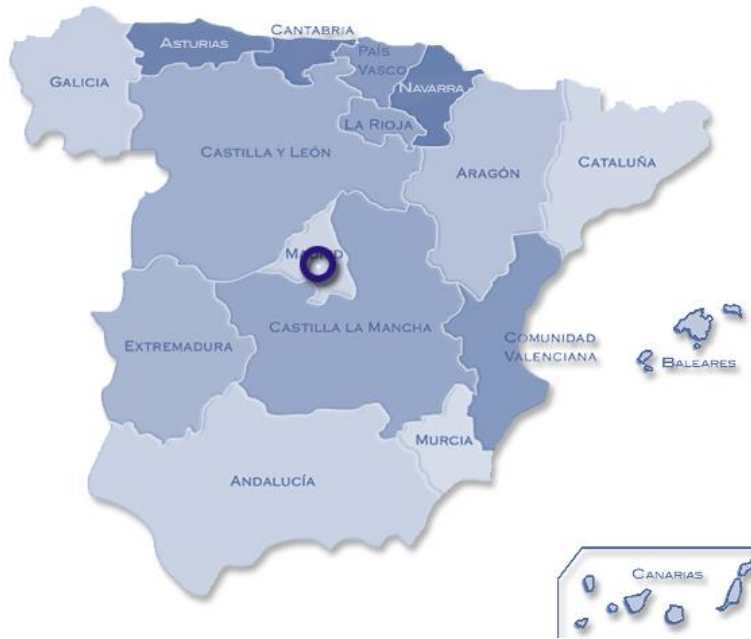 CANTABRIA
ASTURIAS
PAÍS
VASCO
NAVARRA
GALICIA
LA RIOJA
CASTILLA Y LEÓN
ARAGÓN
CATALUÑA
MADRID
CASTILLA LA MANCHA
EXTREMADURA
COMUNIDAD
VALENCIANA
BALEARES
MURCIA
ANDALUCÍA
CANARIAS